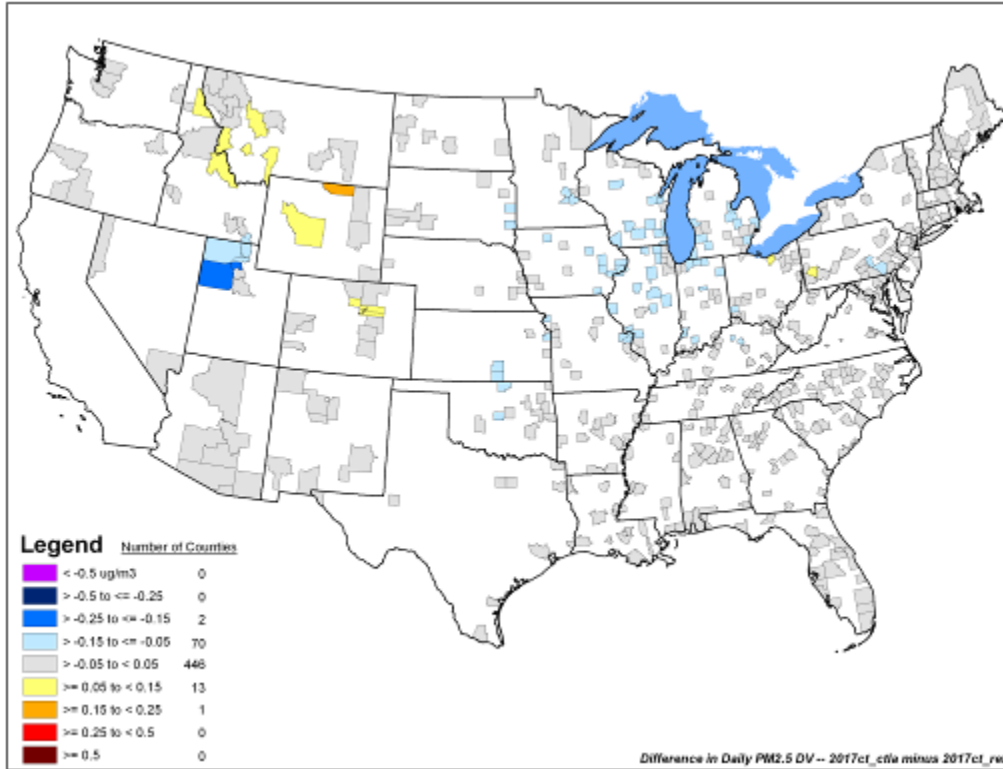 Legend Number of Counties
< -0.5 ug/m3 0
> -0.5 to <= -0.25 0
> -0.25 to <= -0.15 2
> -0.15 to <= -0.05 70
> -0.05 to < 0.05 446
>= 0.05 to < 0.15 13
>= 0.15 to < 0.25 1
>= 0.25 to < 0.5 0
>= 0.5 0
Difference in Daily PM2.5 DV -- 2017ct_ctla minus 2017ct_re